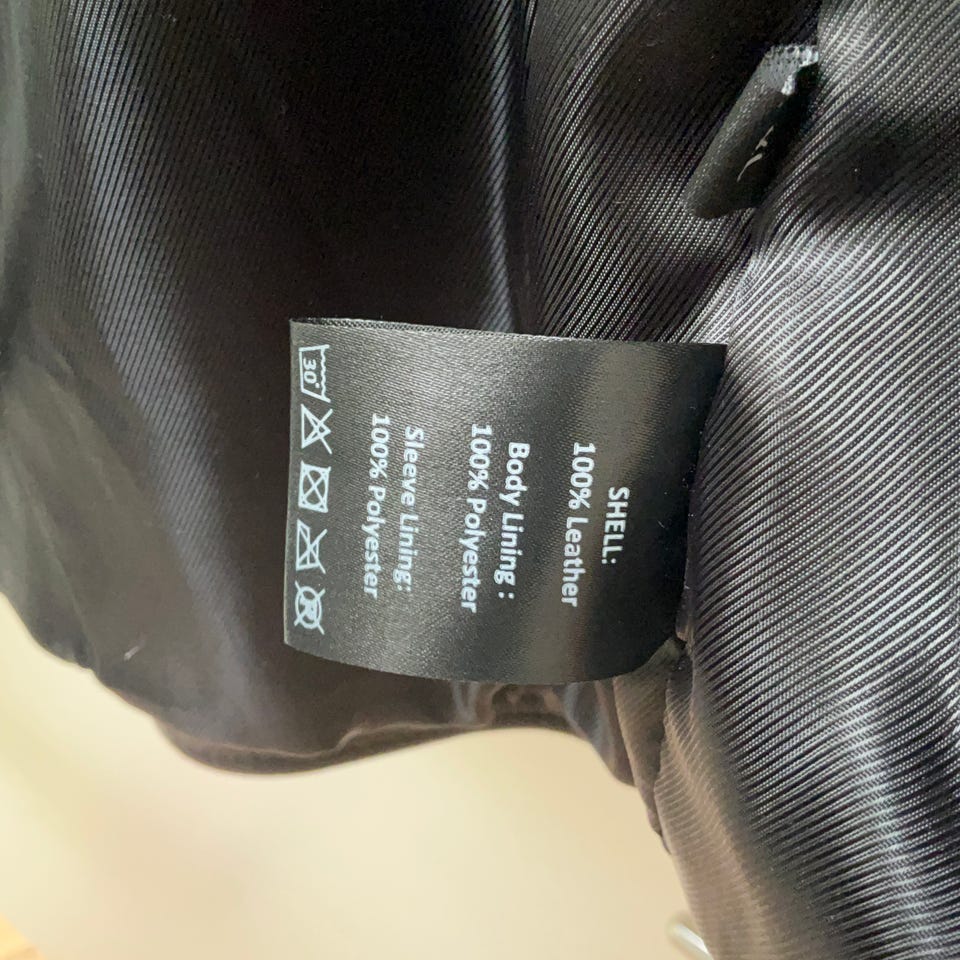 SHELL:
100% Leather
Body Lining :
100% Polyester
Sleeve Lining:
100% Polyester
30°